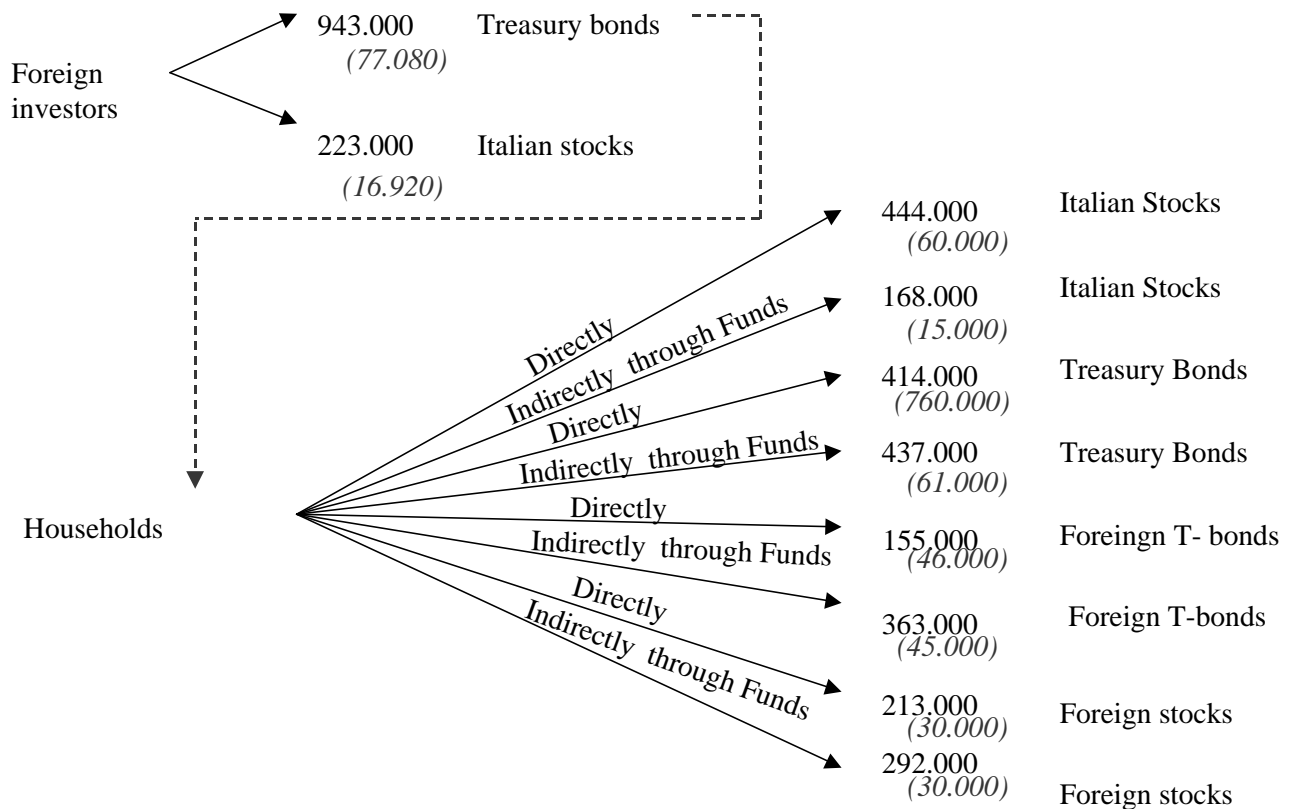 943.000 Treasury bonds
(77.080)
Foreign
investors
223.000 Italian stocks
(16.920)
444.000 Italian Stocks
(60.000)
Directly
168.000 Italian Stocks
(15.000)
Indirectly through Funds
414.000 Treasury Bonds
(760.000)
Directly
437.000 Treasury Bonds
(61.000)
Indirectly through Funds
Households
Directly
155.000 Foreingn T- bonds
(46.000)
Indirectly through Funds
363.000 Foreign T-bonds
(45.000)
Directly
213.000 Foreign stocks
(30.000)
Indirectly through Funds
292.000 Foreign stocks
(30.000)